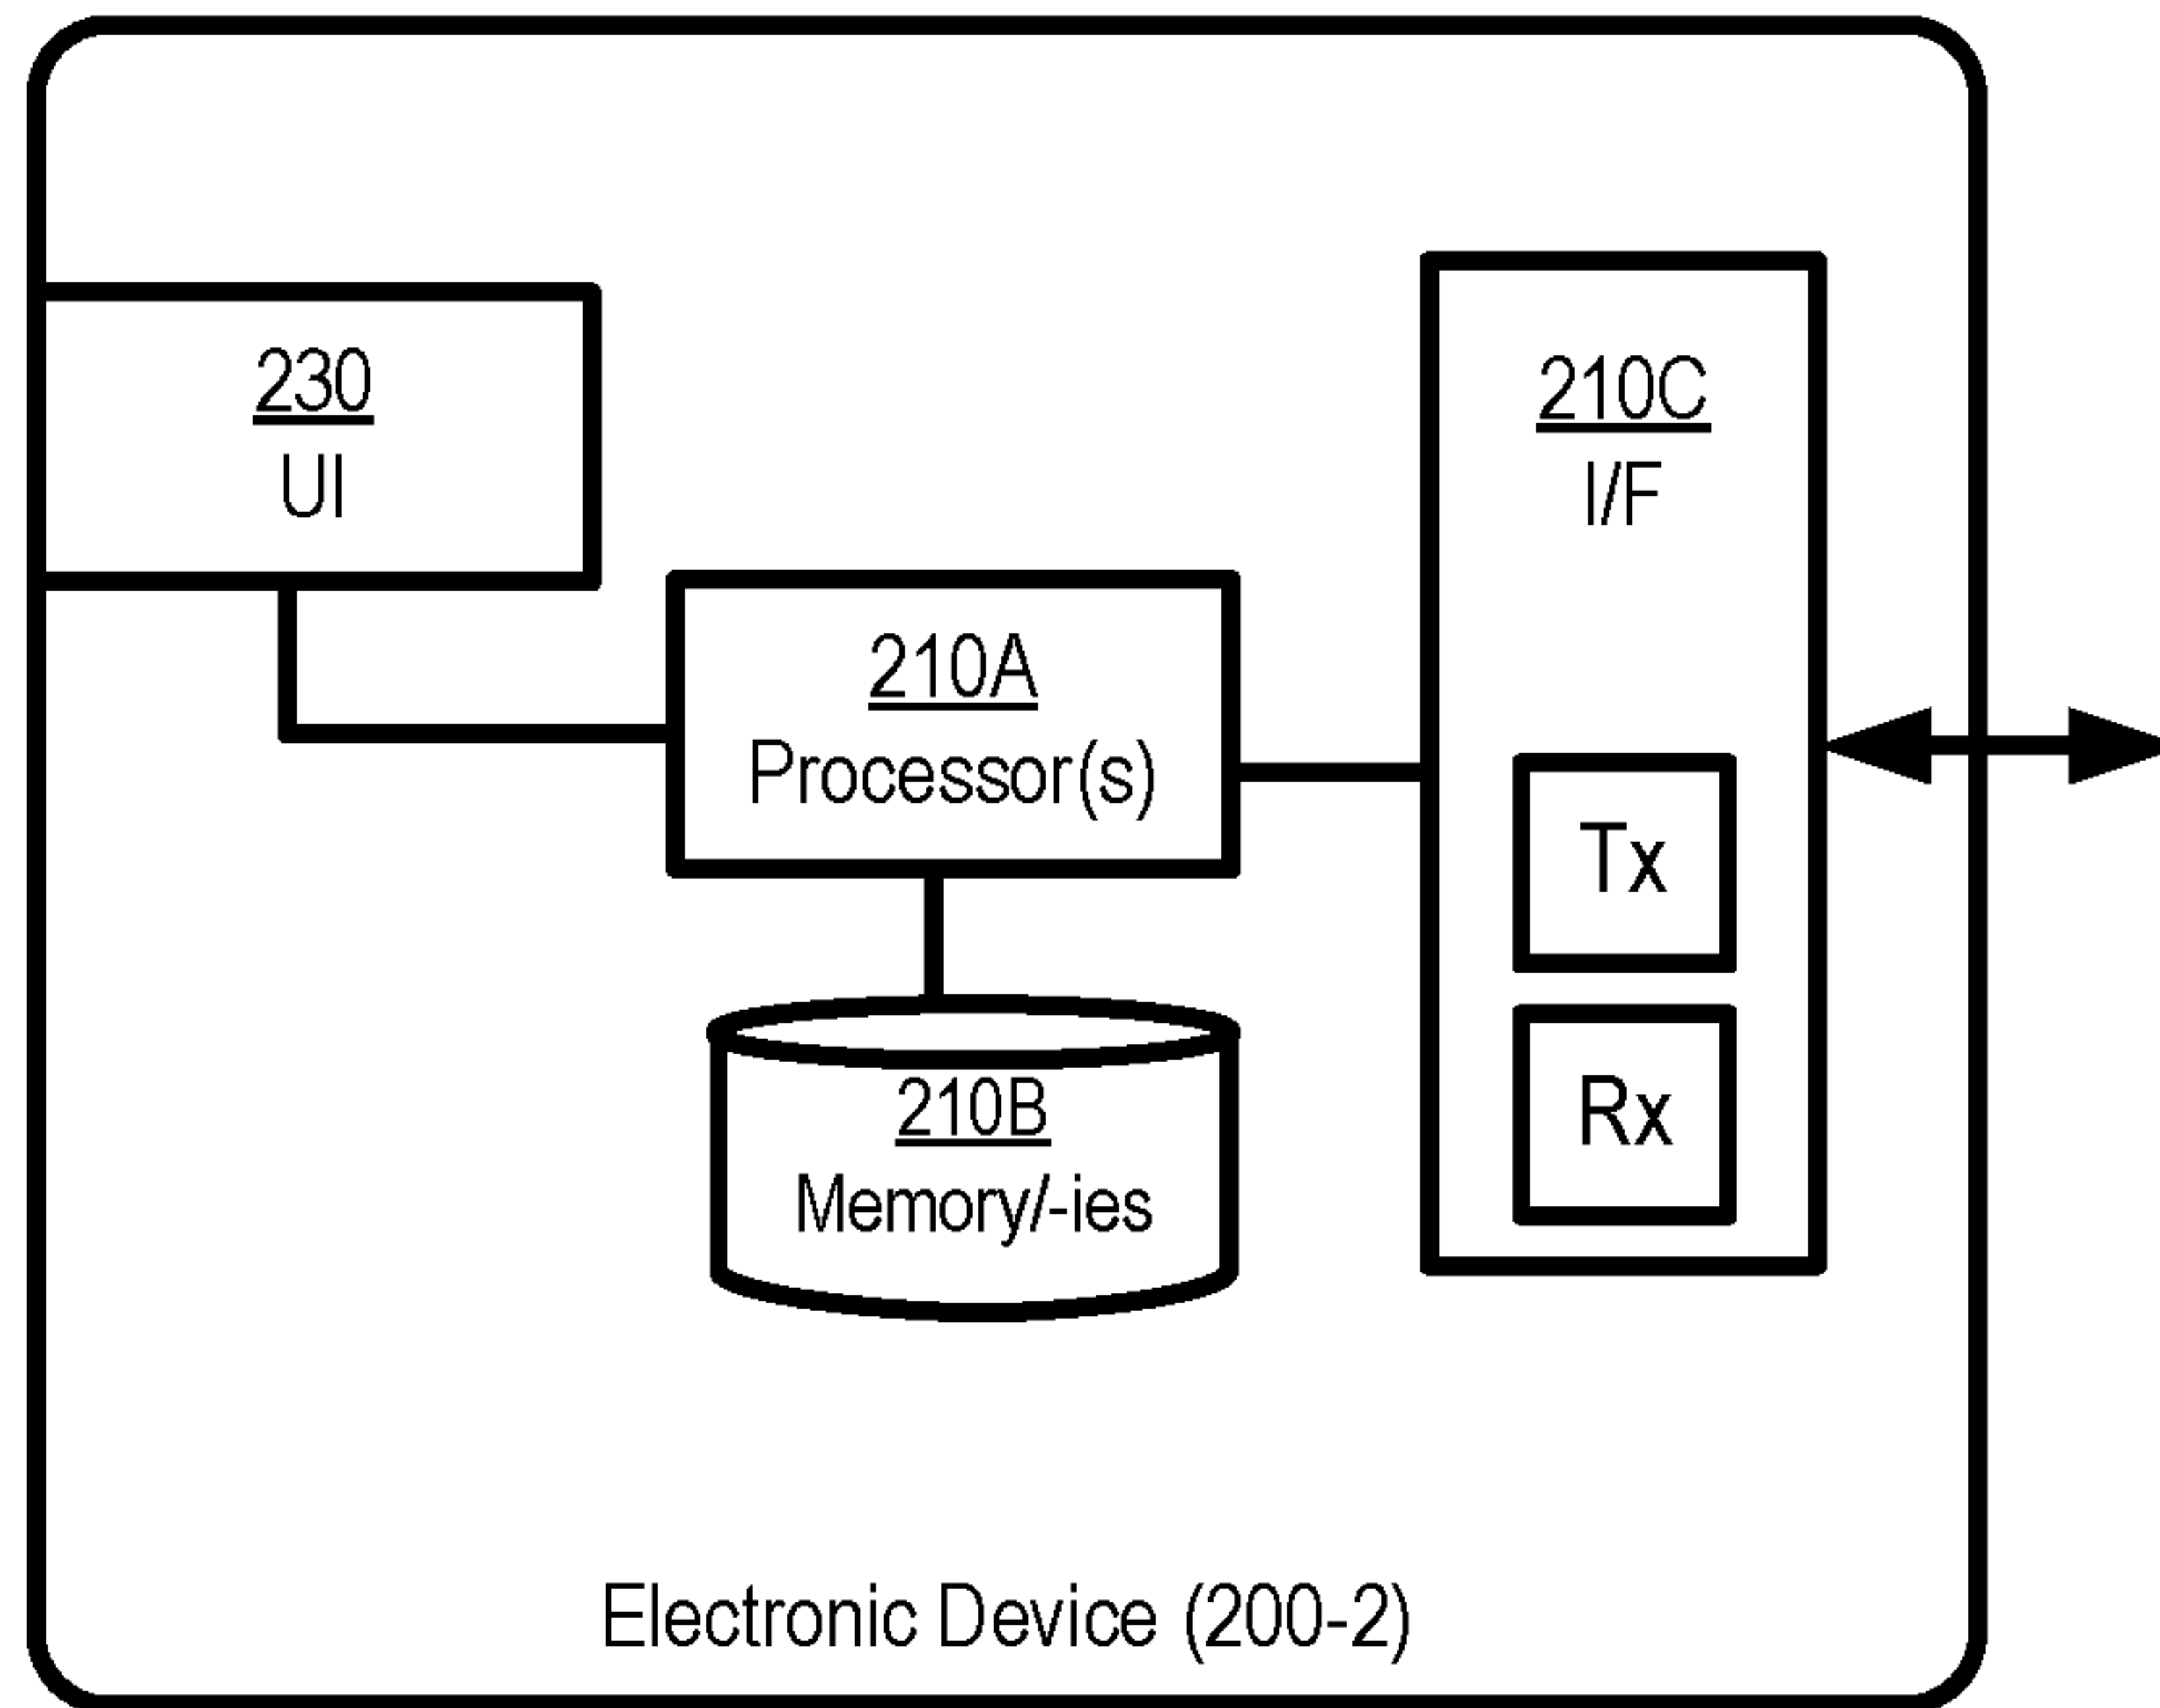 230
UI
210A
Processor(s)
210B
Memory/-ies
210C
I/F
Tx
Rx
Electronic Device (200-2)